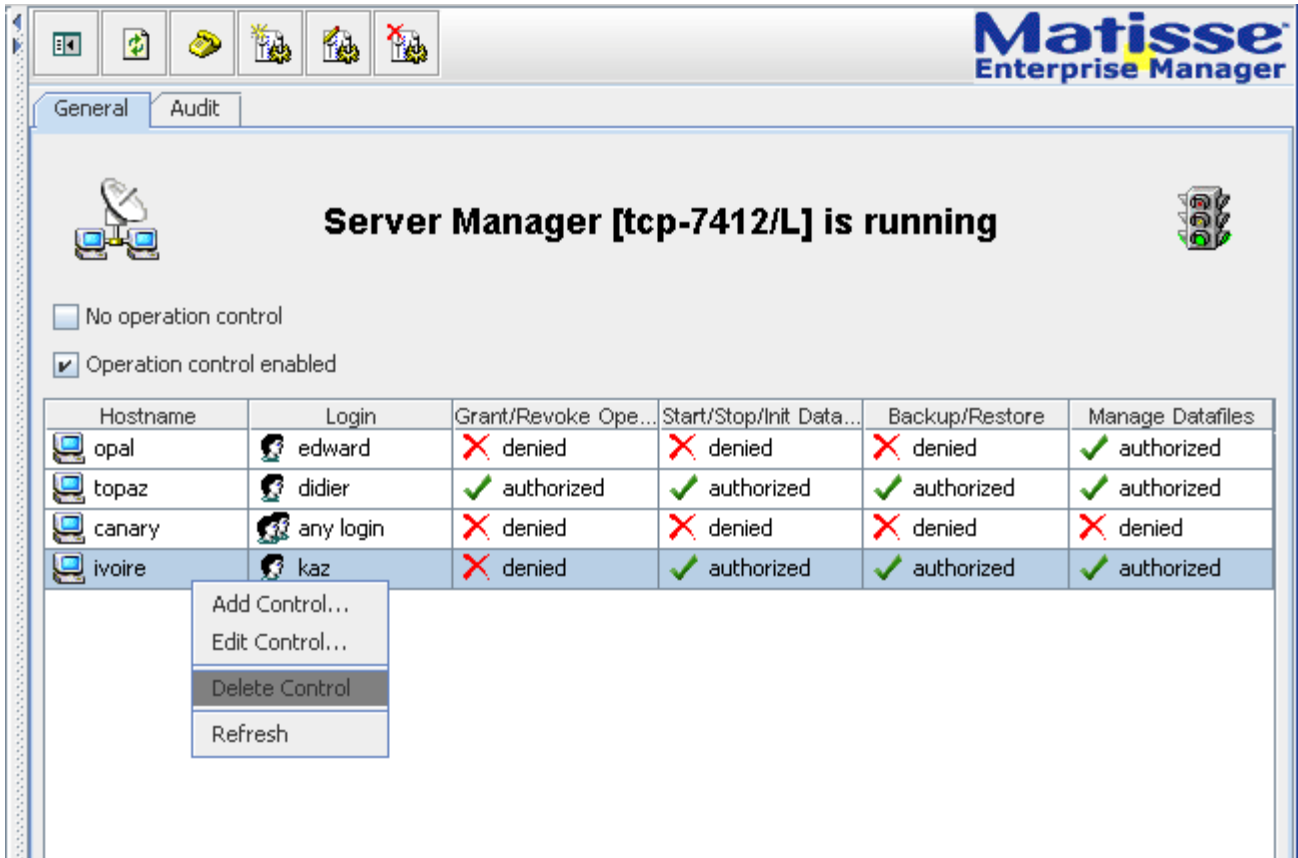 Matisse
Enterprise Manager
General Audit
Server Manager [tcp-7412/L] is running
No operation control
Operation control enabled
Hostname Login Grant/Revoke Ope... Start/Stop/Init Data... Backup/Restore Manage Datafiles
opal edward denied denied denied authorized
topaz didier authorized authorized authorized authorized
canary any login denied denied denied denied
ivoire kaz denied authorized authorized authorized
Add Control...
Edit Control...
Delete Control
Refresh